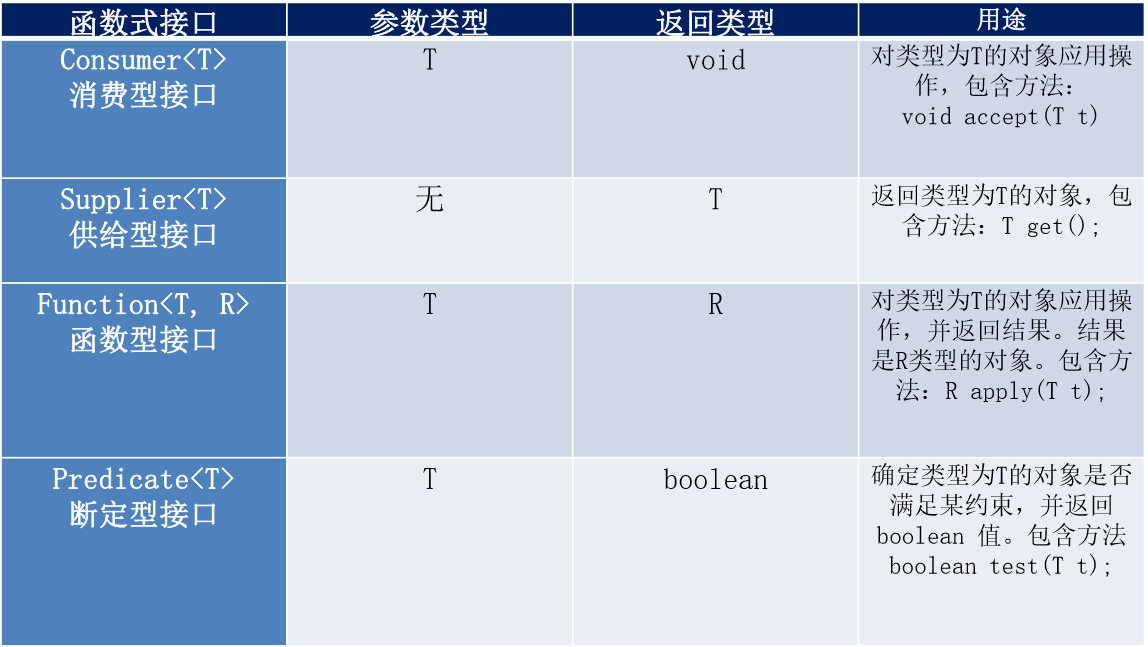 函数式接口
参数类型
返回类型
用途
Consumer<T>
消费型接口
T
void
对类型为T的对象应用操
作，包含方法：
void accept(T t)
Supplier<T>
供给型接口
无
T
返回类型为T的对象，包
含方法：T get();
Function<T, R>
函数型接口
T
R
对类型为T的对象应用操
作，并返回结果。结果
是R类型的对象。包含方
法：R apply(T t);
Predicate<T>
断定型接口
T
boolean
确定类型为T的对象是否
满足某约束，并返回
boolean 值。包含方法
boolean test(T t);